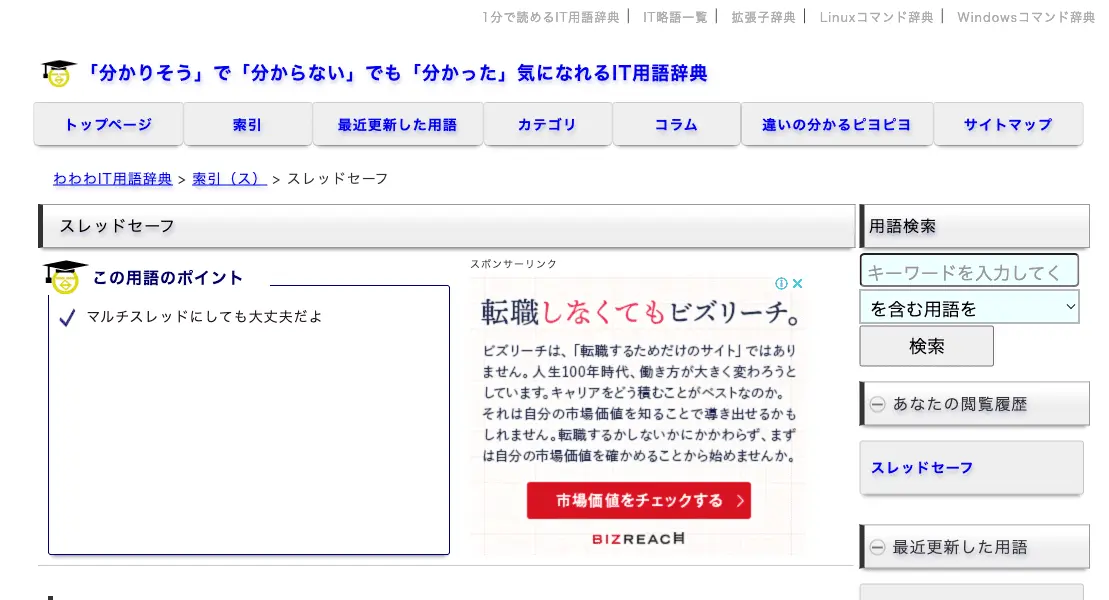 1分で読めるIT用語辞典 | IT略語一覧 | 拡張子辞典 | Linuxコマンド辞典 | Windowsコマンド辞典
「分かりそう」で「分からない」でも「分かった」気になれるIT用語辞典
トップページ 索引 最近更新した用語 カテゴリ コラム 違いの分かるピヨピヨ サイトマップ
わわわIT用語辞典 > 索引（ス） > スレッドセーフ
スレッドセーフ
この用語のポイント
マルチスレッドにしても大丈夫だよ
スポンサーリンク
転職しなくてもビズリーチ。
ビズリーチは、「転職するためだけのサイト」ではあり
ません。人生100年時代、働き方が大きく変わろうと
しています。キャリアをどう積むことがベストなのか。
それは自分の市場価値を知ることで導き出せるかも
しれません。転職するかしないかにかかわらず、まず
は自分の市場価値を確かめることから始めませんか。
市場価値をチェックする
BIZREACH
用語検索
キーワードを入力してく
を含む用語を
検索
あなたの閲覧履歴
スレッドセーフ
最近更新した用語